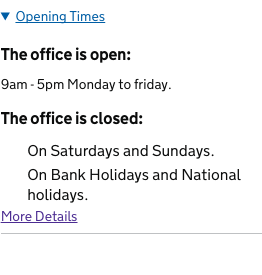 Opening Times
The office is open:
9am - 5pm Monday to friday.
The office is closed:
On Saturdays and Sundays.
On Bank Holidays and National
holidays.
More Details